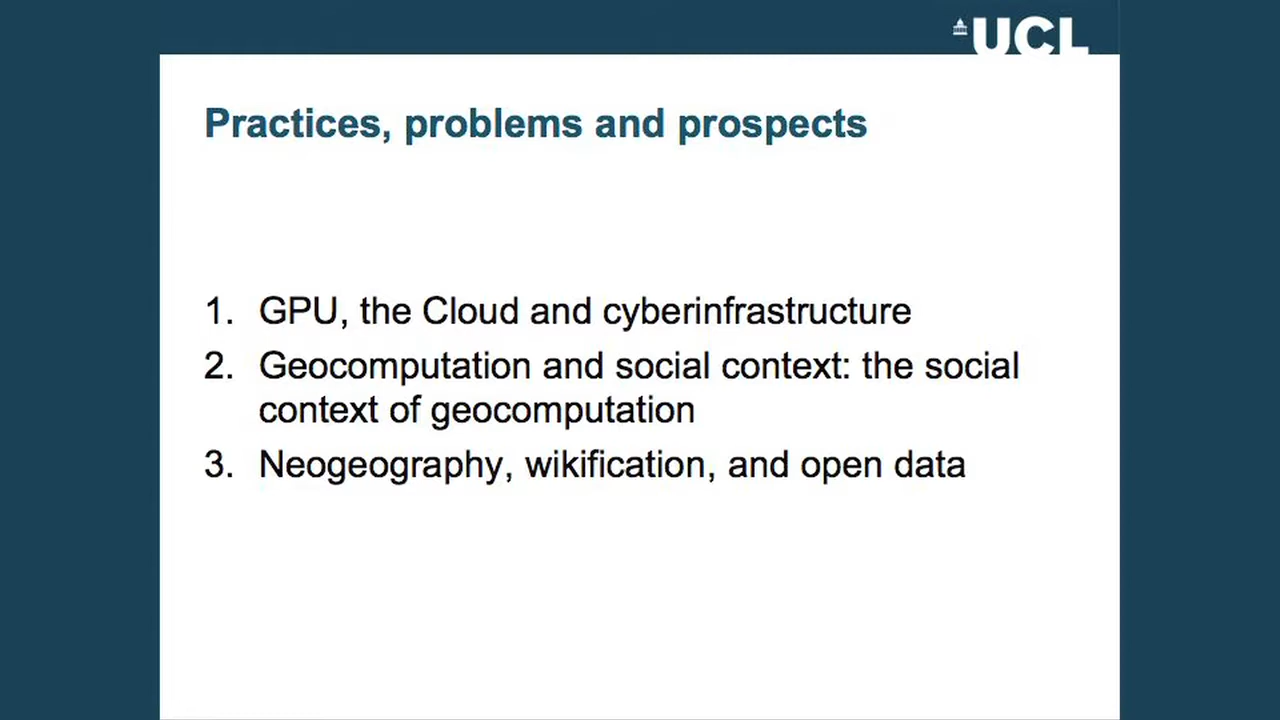 UCL
Practices, problems and prospects
1. GPU, the Cloud and cyberinfrastructure
2. Geocomputation and social context: the social
context of geocomputation
3. Neogeography, wikification, and open data